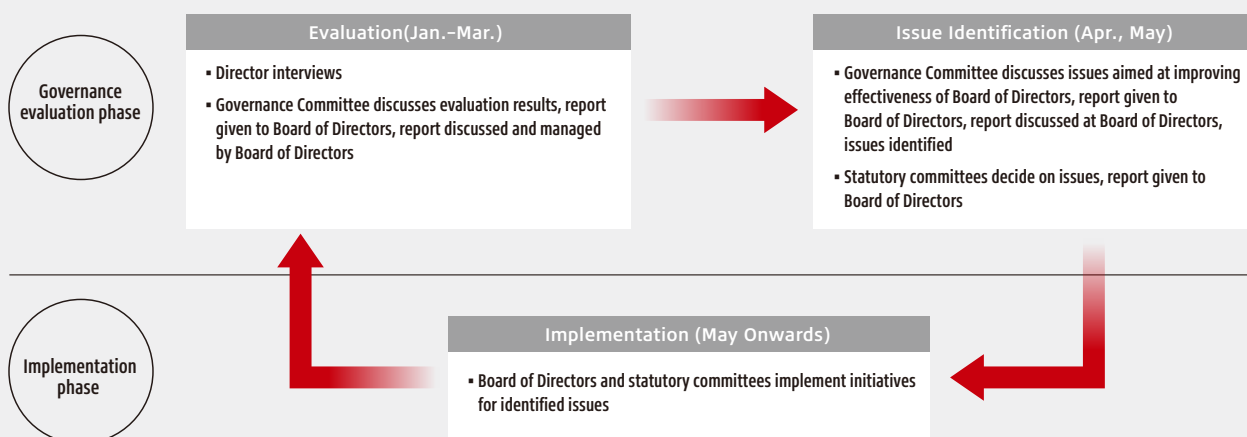 Governance
evaluation phase
Evaluation(Jan.–Mar.)
▪ Director interviews
▪ Governance Committee discusses evaluation results, report
given to Board of Directors, report discussed and managed
by Board of Directors
Issue Identification (Apr., May)
▪ Governance Committee discusses issues aimed at improving
effectiveness of Board of Directors, report given to
Board of Directors, report discussed at Board of Directors,
issues identified
▪ Statutory committees decide on issues, report given to
Board of Directors
Implementation
phase
Implementation (May Onwards)
▪ Board of Directors and statutory committees implement initiatives
for identified issues